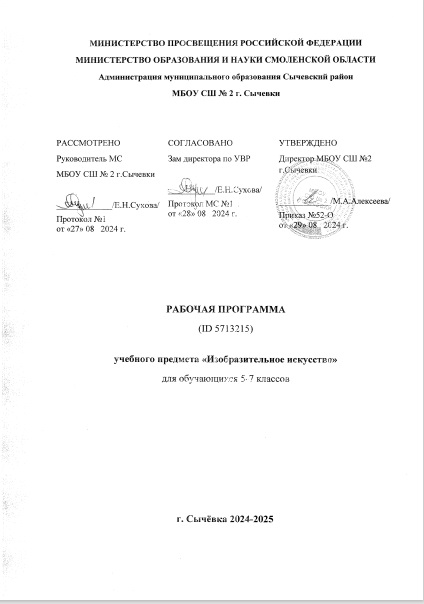 МИНИСТЕРСТВО ПРОСВЕЩЕНИЯ РОССИЙСКОЙ ФЕДЕРАЦИИ
МИНИСТЕРСТВО ОБРАЗОВАНИЯ И НАУКИ СМОЛЕНСКОЙ ОБЛАСТИ
Администрация муниципального образования Сычевский район
МБОУ СШ № 2 г. Сычевки
РАССМОТРЕНО
Руководитель МС
МБОУ СШ № 2 г.Сычевки
/Е.Н.Сухова/
Протокол №1
от «27» 08 2024 г.
СОГЛАСОВАНО
Зам директора по УВР
/Е.Н.Сухова/
Протокол МС №1
от «28» 08 2024 г.
УТВЕРЖДЕНО
Директор МБОУ СШ №2
г.Сычевки
/М.А.Алексеева/
Приказ №52-О
от «29» 08 2024 г.
РАБОЧАЯ ПРОГРАММА
(ID 5713215)
учебного предмета «Изобразительное искусство»
для обучающихся 5-7 классов
г. Сычёвка 2024-2025